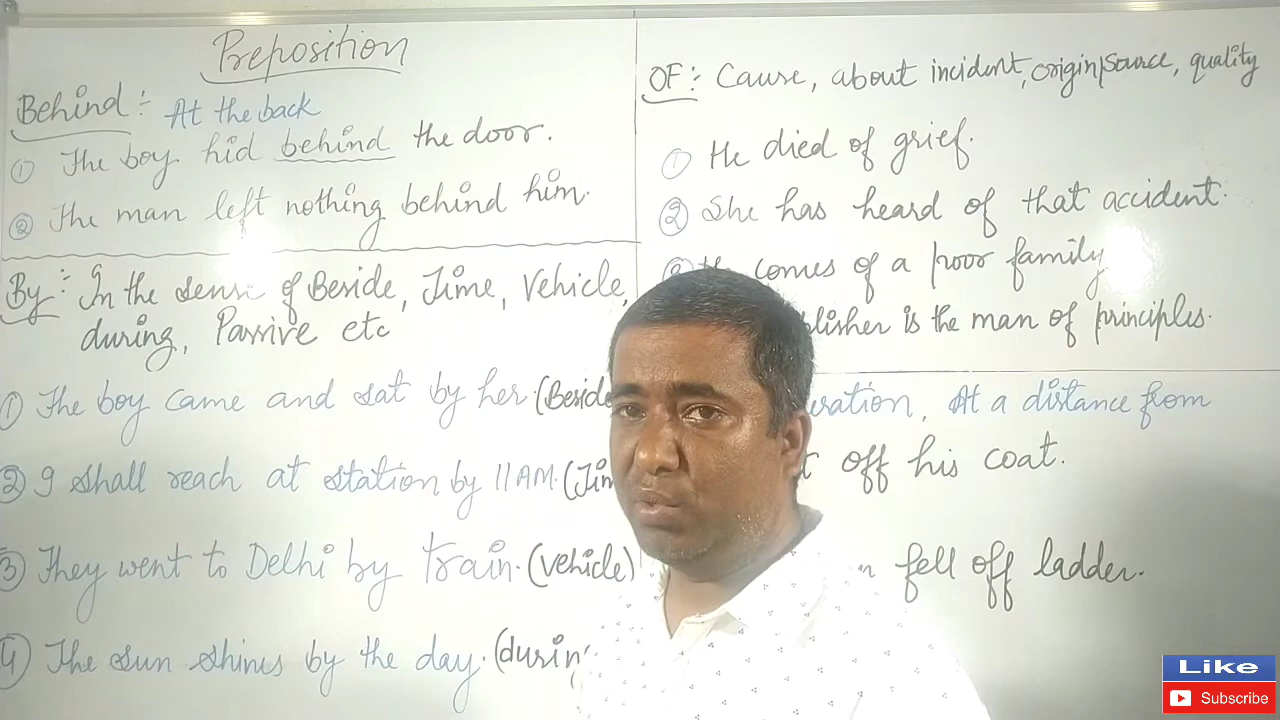 Preposition
Behind :- At the back
① The boy hid behind the door.
② The man left nothing behind him.
By :- In the sense of Beside, Time, Vehicle,
during, Passive etc
① The boy came and sat by her. (Beside
② I shall reach at station by 11 AM. (Tim
③ They went to Delhi by train. (Vehicle)
④ The sun shines by the day. (durin
OF :- Cause, about incident, origin/source, quality
① He died of grief.
② She has heard of that accident.
comes of a poor family
is the man of principles.
At a distance from
off his coat.
fell off ladder.
Like
Subscribe